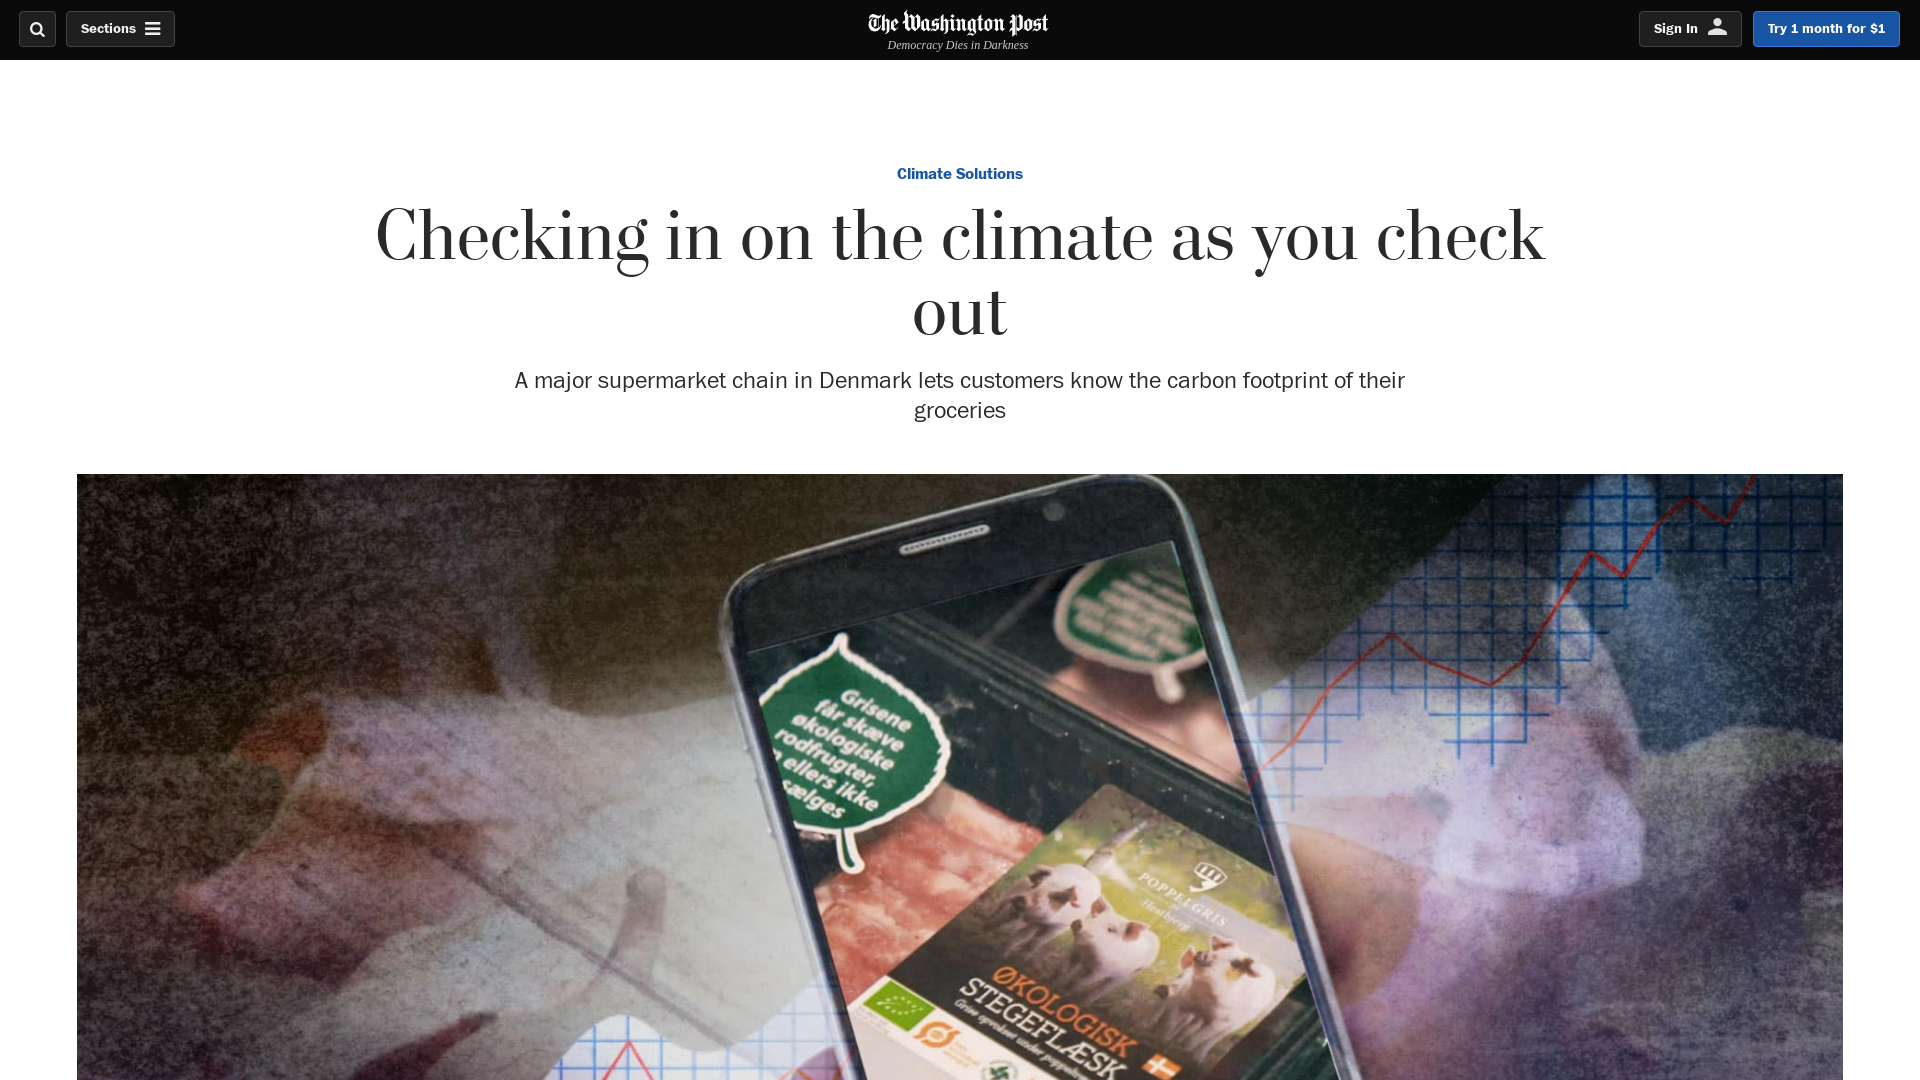 Sections
The Washington Post
Democracy Dies in Darkness
Sign In
Try 1 month for $1
Climate Solutions
Checking in on the climate as you check
out
A major supermarket chain in Denmark lets customers know the carbon footprint of their
groceries
Grisene
får skæve
økologiske
rodfrugter,
ellers ikke
sælges
POPPELGRIS
Hestbjerg
ØKOLOGISK
STEGEFLÆSK